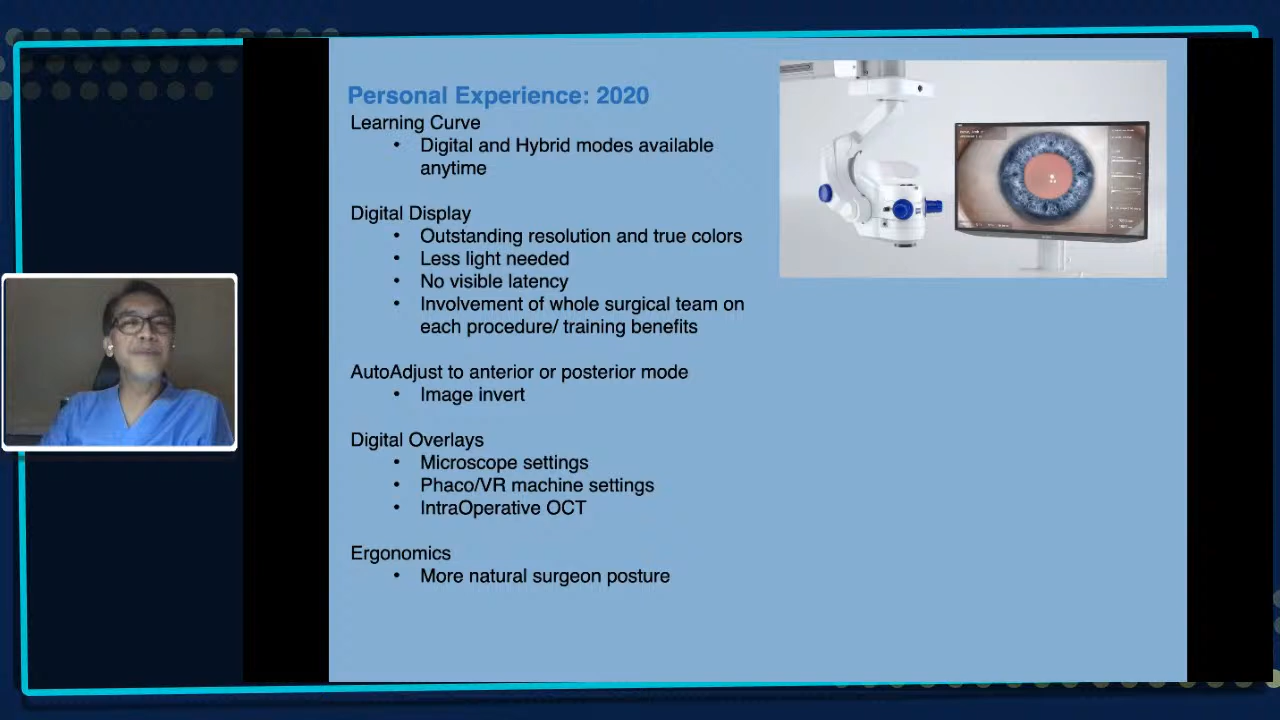 Personal Experience: 2020
Learning Curve
• Digital and Hybrid modes available
anytime
Digital Display
• Outstanding resolution and true colors
• Less light needed
• No visible latency
• Involvement of whole surgical team on
each procedure/ training benefits
AutoAdjust to anterior or posterior mode
• Image invert
Digital Overlays
• Microscope settings
• Phaco/VR machine settings
• IntraOperative OCT
Ergonomics
• More natural surgeon posture